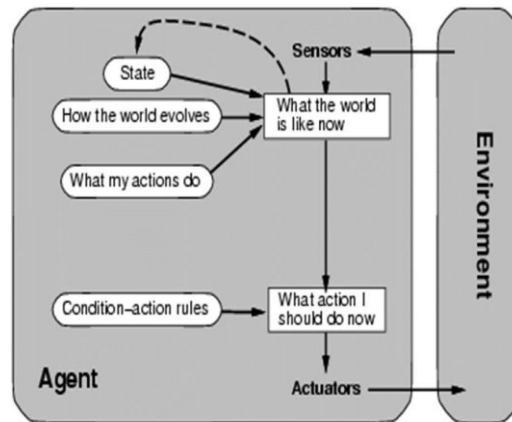 Sensors
State
What the world
is like now
How the world evolves
What my actions do
Environment
What action I
should do now
Condition–action rules
Agent
Actuators